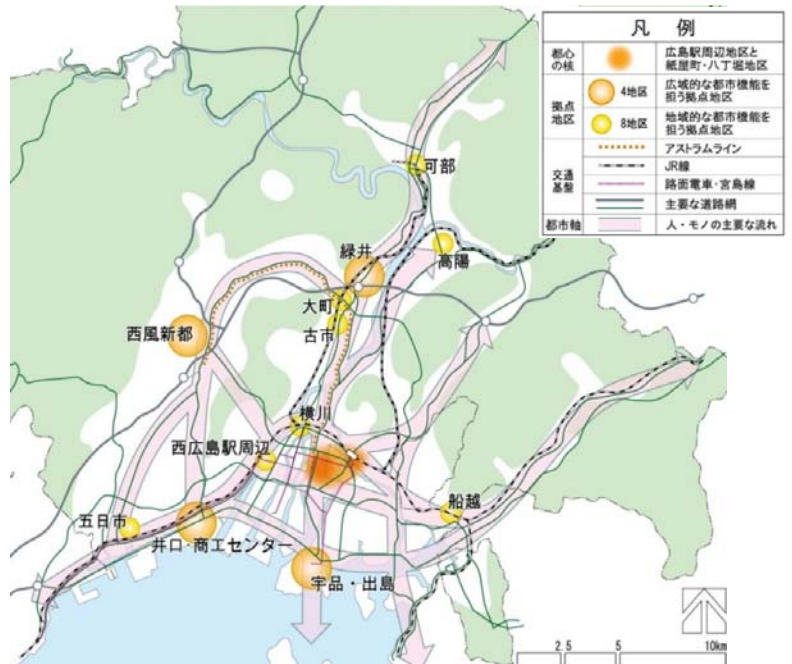 凡 例
都心の核
広島駅周辺地区と
紙屋町・八丁堀地区
拠点地区
4地区
広域的な都市機能を
担う拠点地区
8地区
地域的な都市機能を
担う拠点地区
交通基盤
アストラムライン
JR線
路面電車・宮島線
主要な道路網
都市軸
人・モノの主要な流れ
可部
緑井
高陽
大町
西風新都
古市
横川
西広島駅周辺
船越
五日市
井口・商工センター
宇品・出島
2.5 5 10km